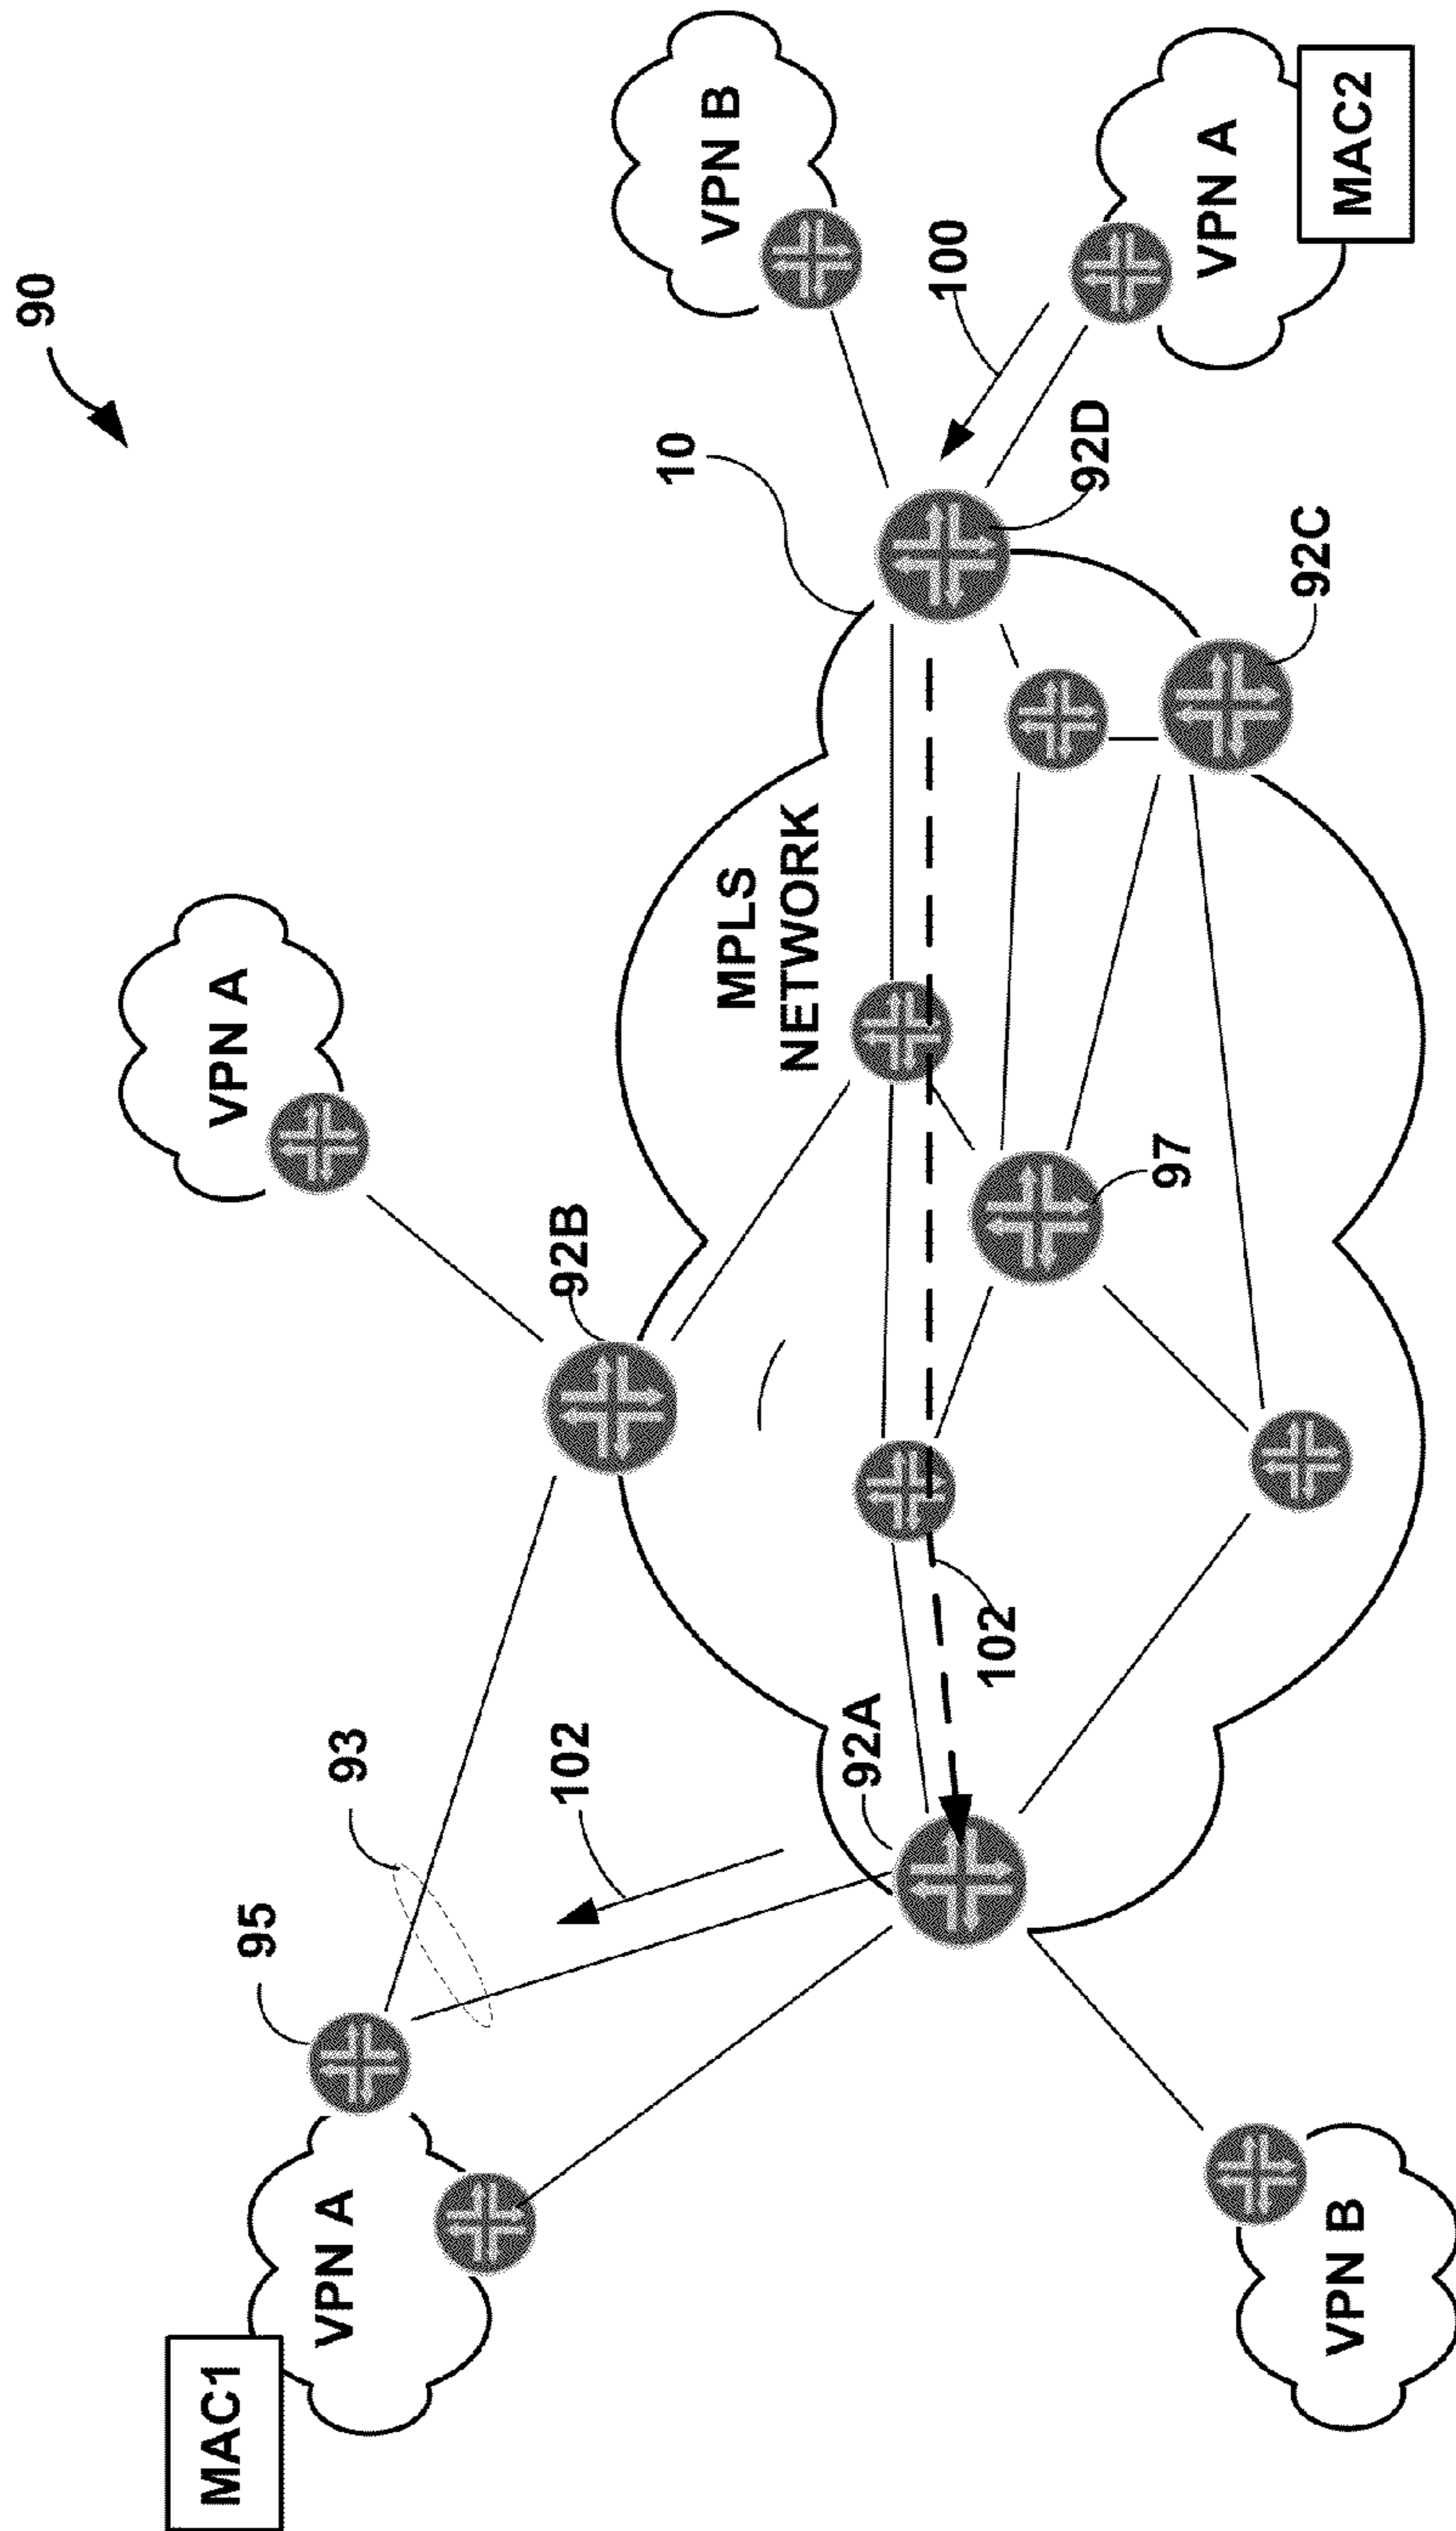 90
MAC1
VPN A
95
VPN A
93
102
92B
10
VPN B
MPLS
NETWORK
92A
100
102
92D
97
VPN A
92C
VPN B
MAC2